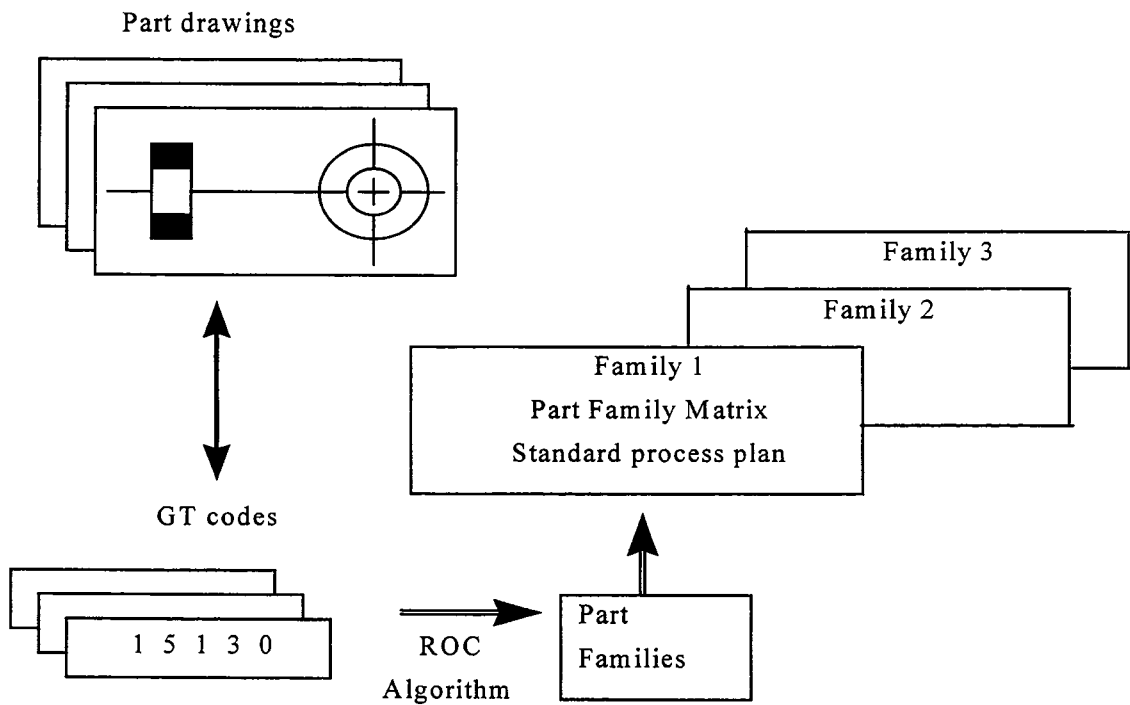 Part drawings
Family 3
Family 2
Family 1
Part Family Matrix
Standard process plan
GT codes
1 5 1 3 0
ROC
Algorithm
Part
Families